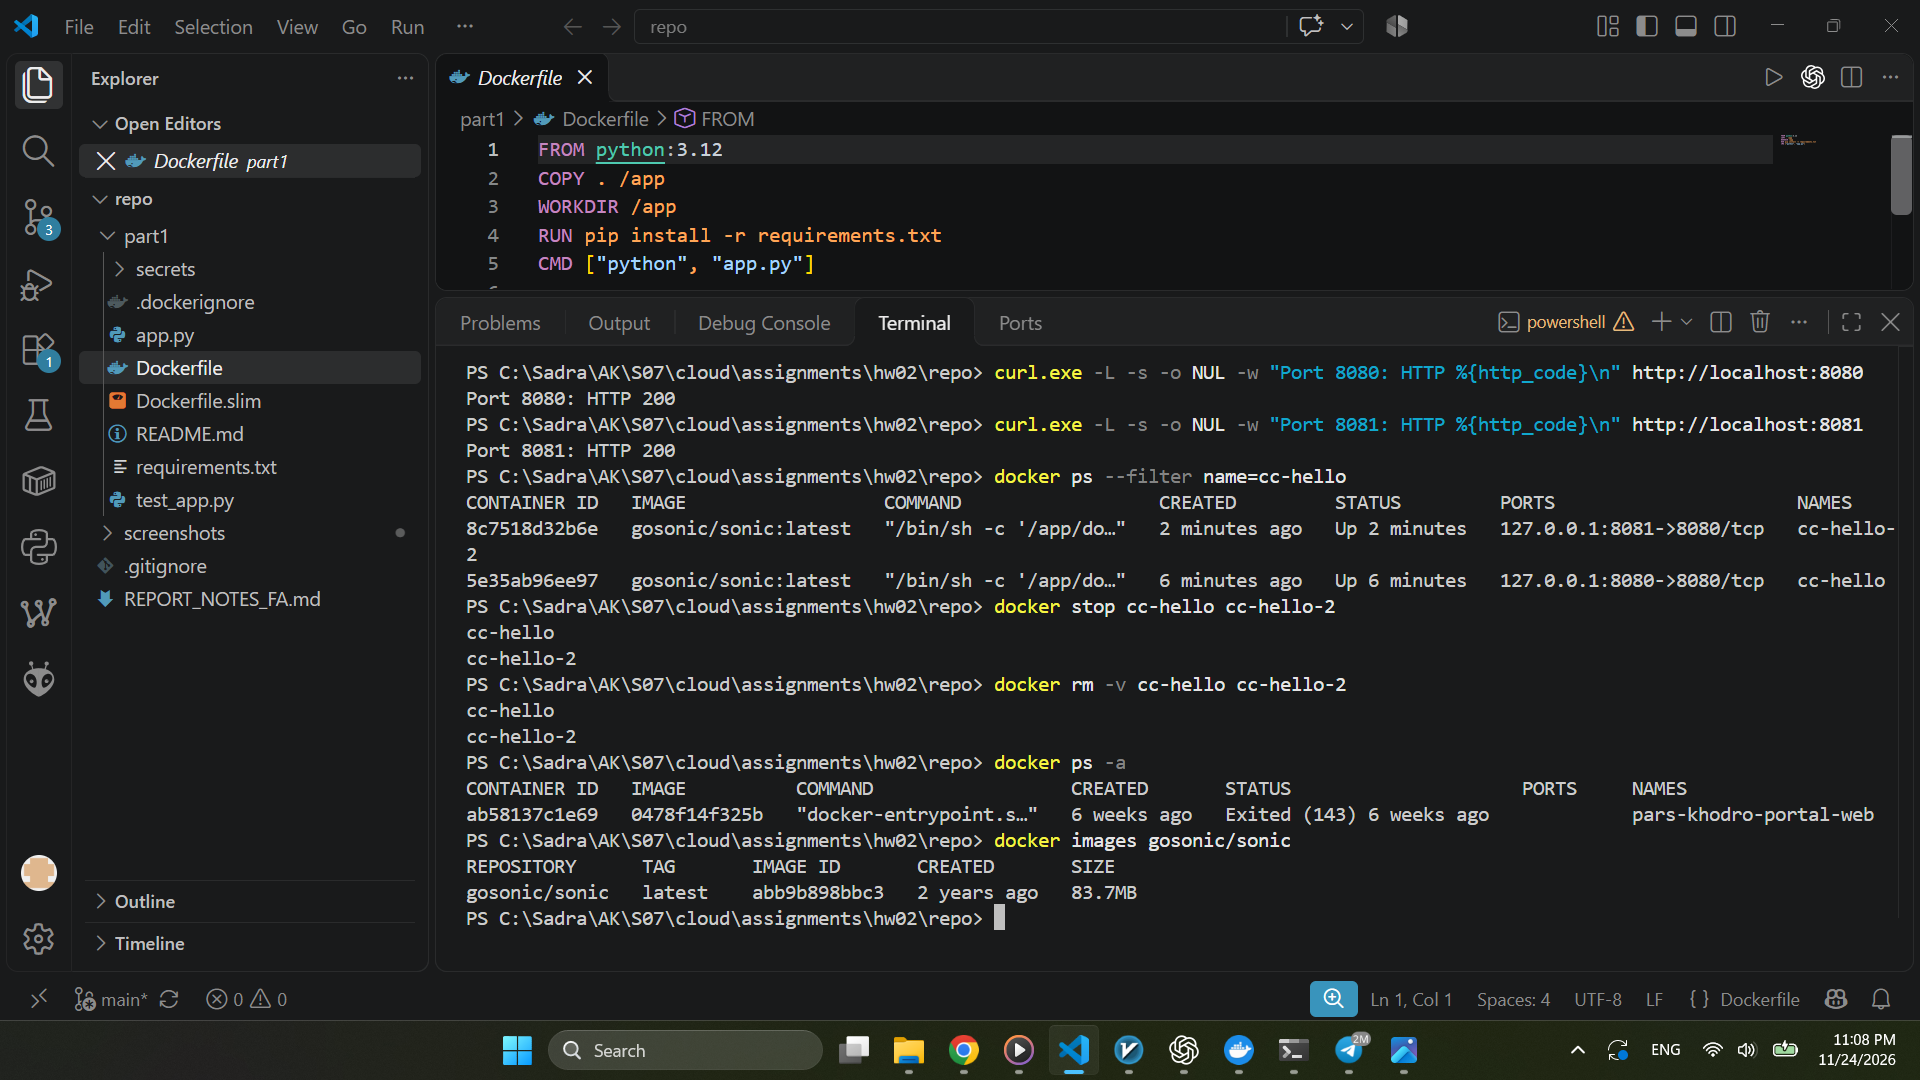 File Edit Selection View Go Run ···
repo
Explorer
Open Editors
Dockerfile part1
repo
part1
secrets
.dockerignore
app.py
Dockerfile
Dockerfile.slim
README.md
requirements.txt
test_app.py
screenshots
.gitignore
REPORT_NOTES_FA.md
Outline
Timeline
3
1
Dockerfile
part1 > Dockerfile > FROM
1 FROM python:3.12
2 COPY . /app
3 WORKDIR /app
4 RUN pip install -r requirements.txt
5 CMD ["python", "app.py"]
Problems Output Debug Console Terminal Ports
powershell
PS C:\Sadra\AK\S07\cloud\assignments\hw02\repo> curl.exe -L -s -o NUL -w "Port 8080: HTTP %{http_code}\n" http://localhost:8080
Port 8080: HTTP 200
PS C:\Sadra\AK\S07\cloud\assignments\hw02\repo> curl.exe -L -s -o NUL -w "Port 8081: HTTP %{http_code}\n" http://localhost:8081
Port 8081: HTTP 200
PS C:\Sadra\AK\S07\cloud\assignments\hw02\repo> docker ps --filter name=cc-hello
CONTAINER ID IMAGE COMMAND CREATED STATUS PORTS NAMES
8c7518d32b6e gosonic/sonic:latest "/bin/sh -c '/app/do…" 2 minutes ago Up 2 minutes 127.0.0.1:8081->8080/tcp cc-hello-
2
5e35ab96ee97 gosonic/sonic:latest "/bin/sh -c '/app/do…" 6 minutes ago Up 6 minutes 127.0.0.1:8080->8080/tcp cc-hello
PS C:\Sadra\AK\S07\cloud\assignments\hw02\repo> docker stop cc-hello cc-hello-2
cc-hello
cc-hello-2
PS C:\Sadra\AK\S07\cloud\assignments\hw02\repo> docker rm -v cc-hello cc-hello-2
cc-hello
cc-hello-2
PS C:\Sadra\AK\S07\cloud\assignments\hw02\repo> docker ps -a
CONTAINER ID IMAGE COMMAND CREATED STATUS PORTS NAMES
ab58137c1e69 0478f14f325b "docker-entrypoint.s…" 6 weeks ago Exited (143) 6 weeks ago pars-khodro-portal-web
PS C:\Sadra\AK\S07\cloud\assignments\hw02\repo> docker images gosonic/sonic
REPOSITORY TAG IMAGE ID CREATED SIZE
gosonic/sonic latest abb9b898bbc3 2 years ago 83.7MB
PS C:\Sadra\AK\S07\cloud\assignments\hw02\repo>
main* 0 0 Ln 1, Col 1 Spaces: 4 UTF-8 LF { } Dockerfile
Search 2M ENG 11:08 PM
11/24/2026